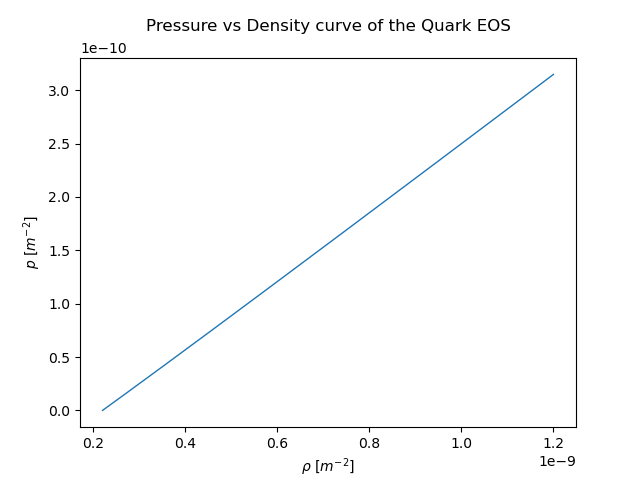 Pressure vs Density curve of the Quark EOS
1e−10
3.0
2.5
2.0
1.5
1.0
0.5
0.0
p [m⁻²]
0.2 0.4 0.6 0.8 1.0 1.2
1e−9
ρ [m⁻²]